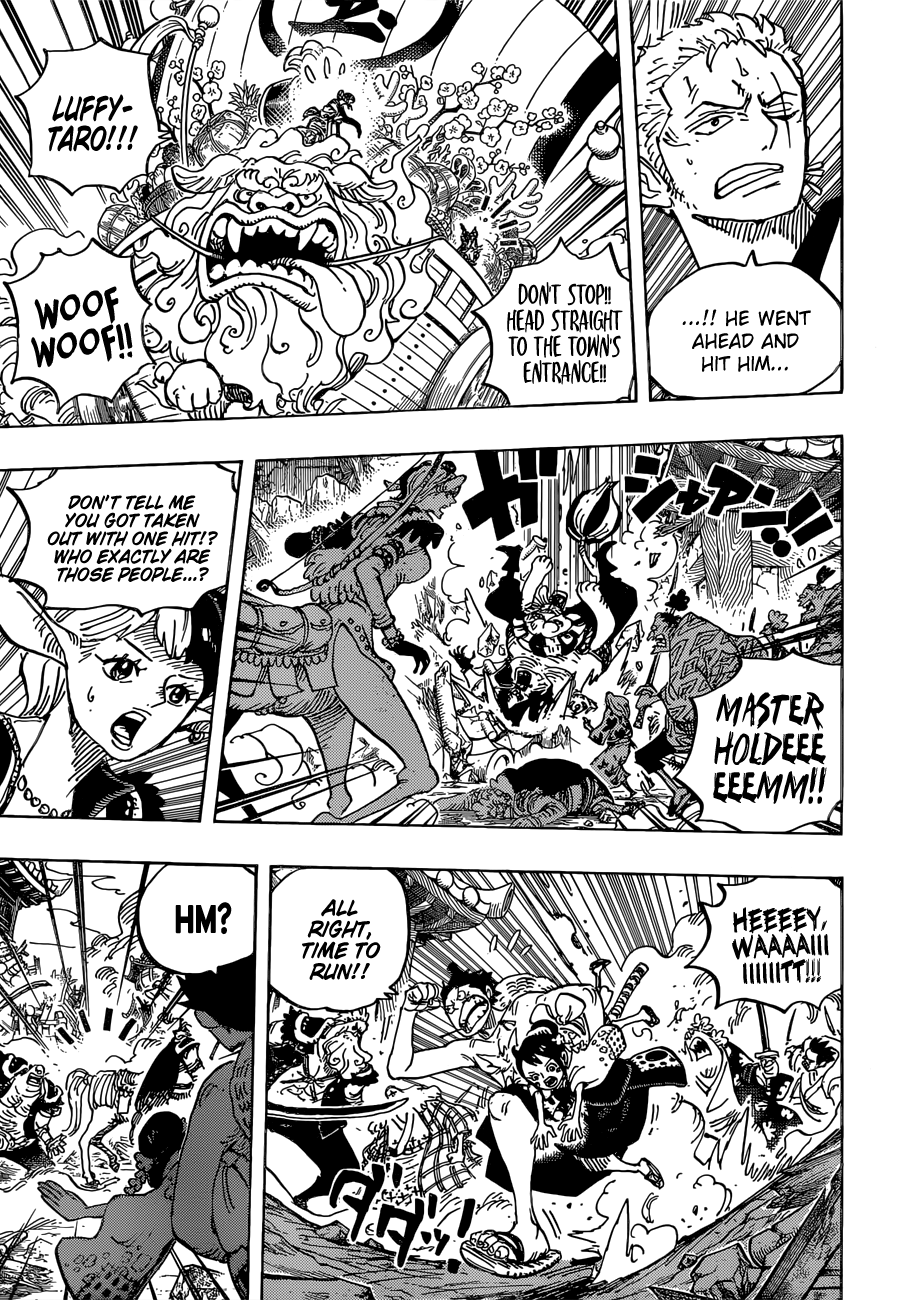 ...!! HE WENT
AHEAD AND
HIT HIM...
LUFFY-
TARO!!!
DON'T STOP!!
HEAD STRAIGHT
TO THE TOWN'S
ENTRANCE!!
WOOF
WOOF!!
ガシャアン!!
MASTER
HOLDEEE
EEEMM!!
DON'T TELL ME
YOU GOT TAKEN
OUT WITH ONE HIT!?
WHO EXACTLY ARE
THOSE PEOPLE...?
HEEEEY,
WAAAAIII
IIIIIITT!!!
ALL
RIGHT,
TIME TO
RUN!!
ダダッ!
HM?